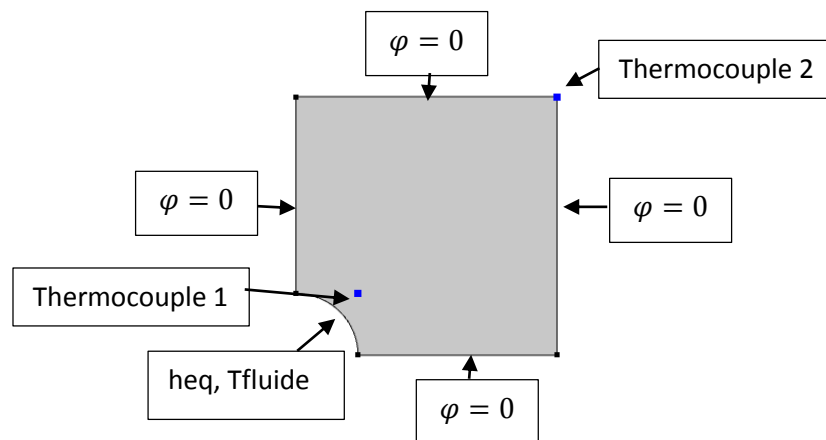 φ = 0
Thermocouple 2
φ = 0
φ = 0
Thermocouple 1
heq, Tfluide
φ = 0